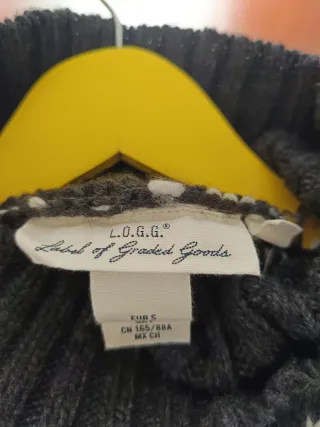 L.O.G.G.®
Label of Graded Goods
EUR S
CN 165/88A
MX CH